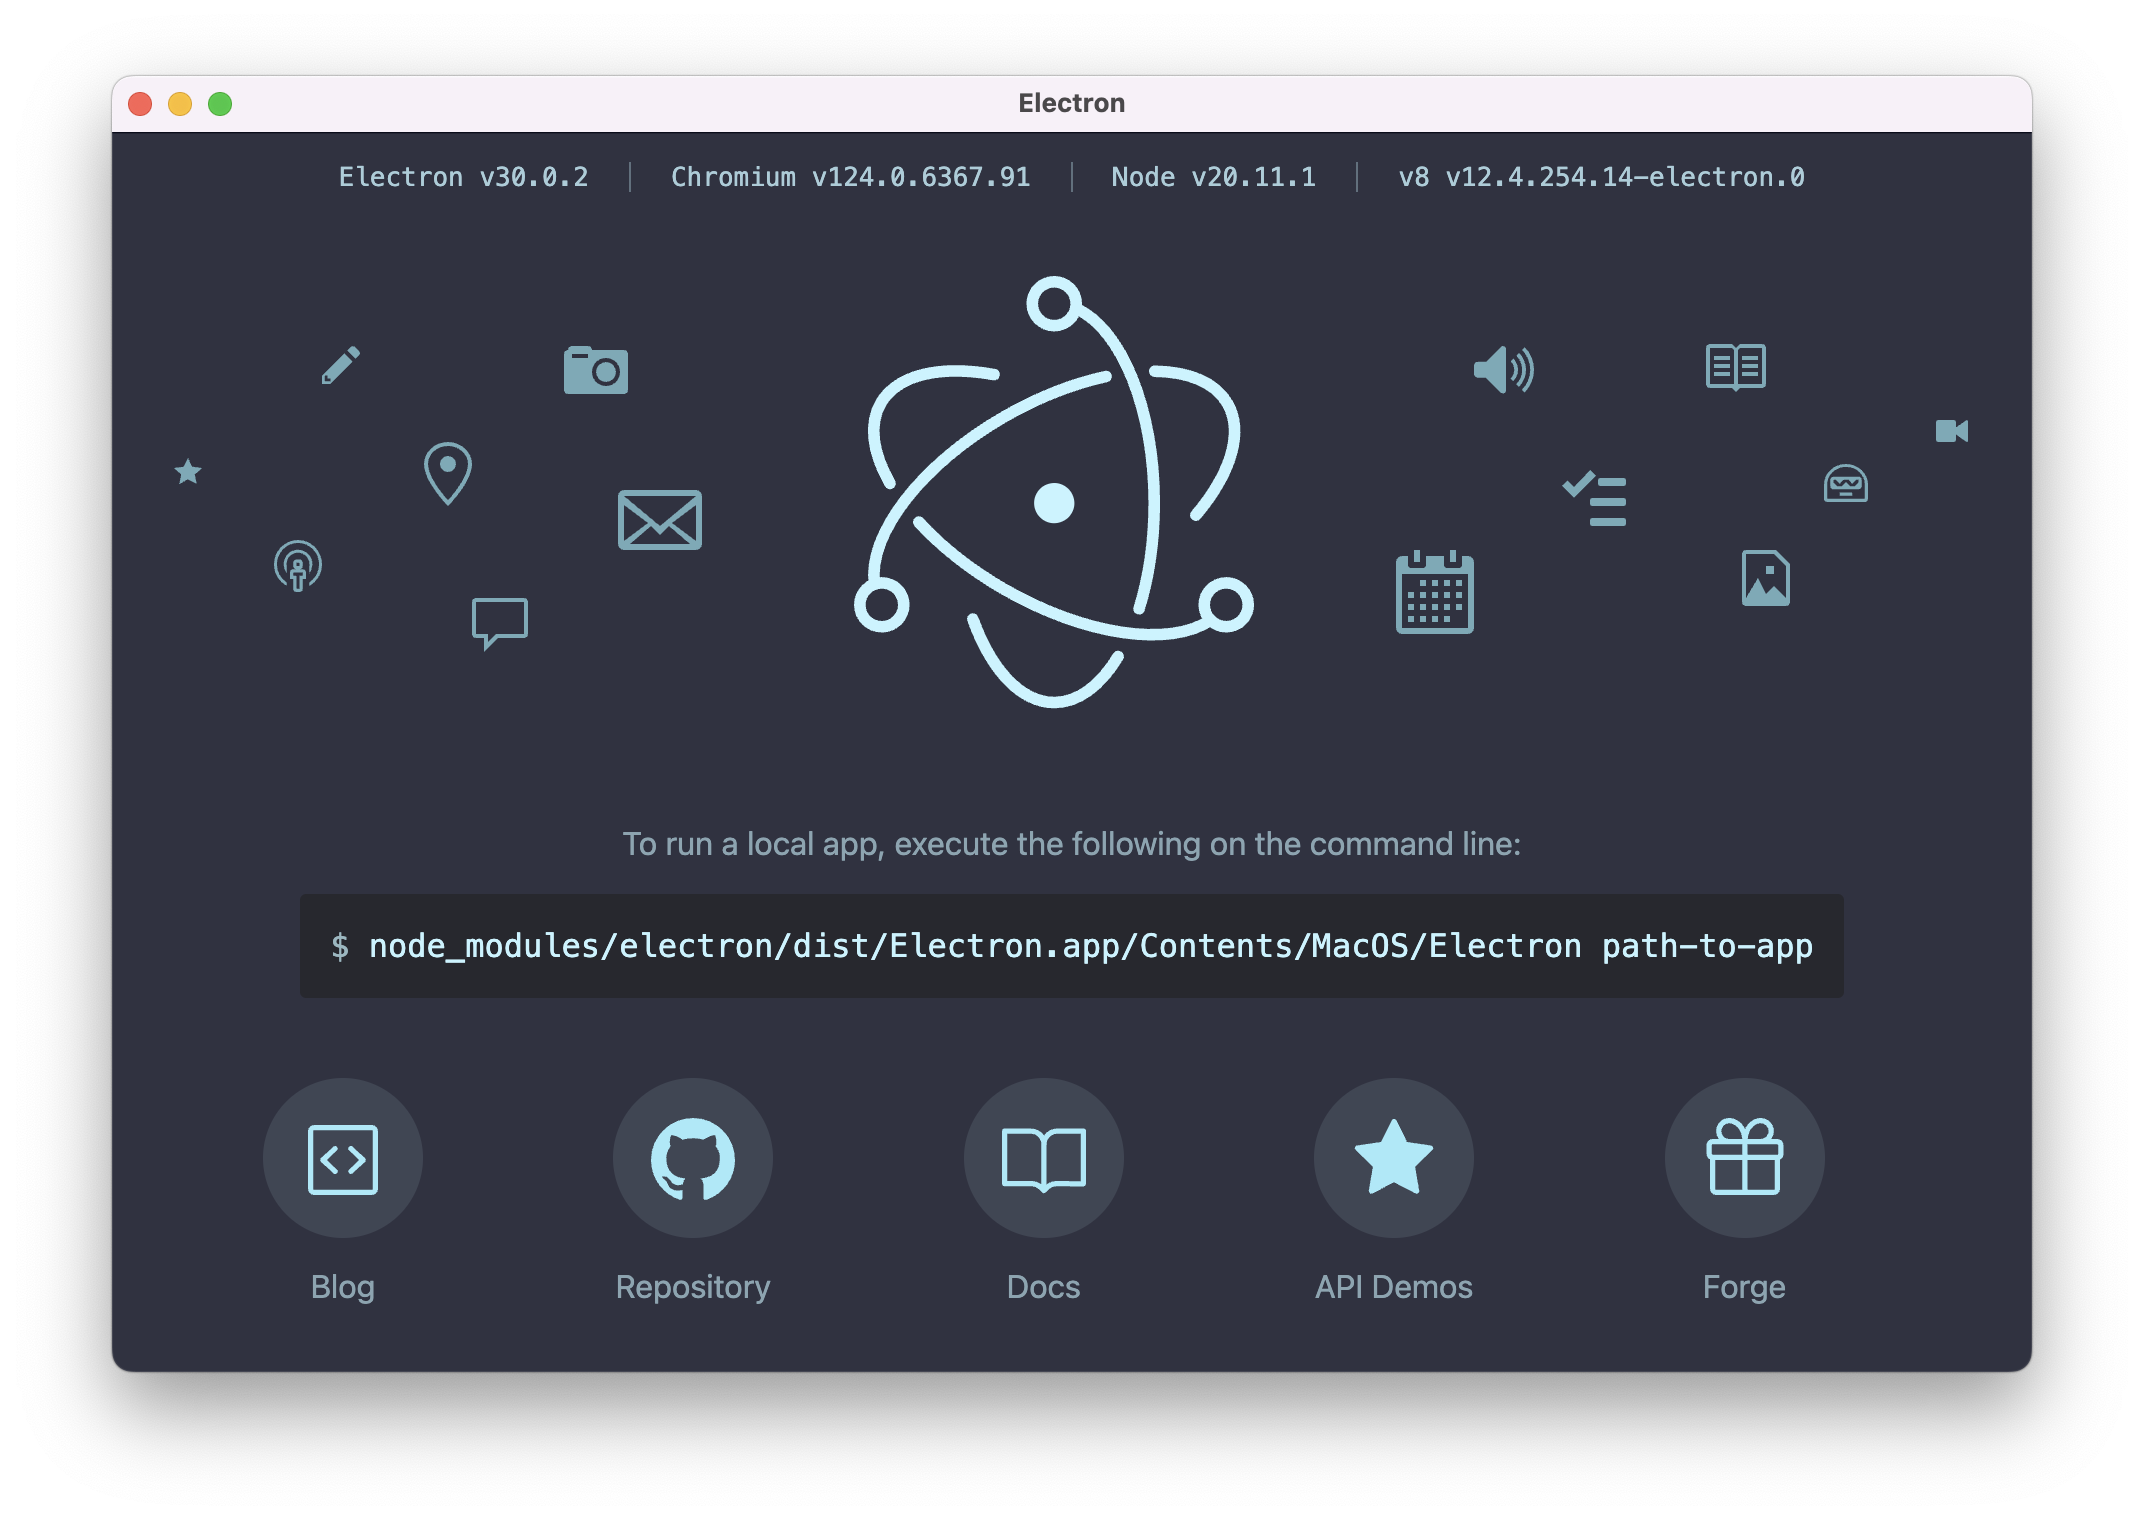 Electron
Electron v30.0.2 | Chromium v124.0.6367.91 | Node v20.11.1 | v8 v12.4.254.14-electron.0
To run a local app, execute the following on the command line:
$ node_modules/electron/dist/Electron.app/Contents/MacOS/Electron path-to-app
Blog Repository Docs API Demos Forge